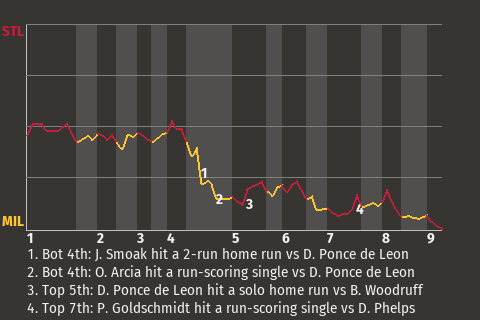 STL
1
2
3
4
MIL
1 2 3 4 5 6 7 8 9
1. Bot 4th: J. Smoak hit a 2-run home run vs D. Ponce de Leon
2. Bot 4th: O. Arcia hit a run-scoring single vs D. Ponce de Leon
3. Top 5th: D. Ponce de Leon hit a solo home run vs B. Woodruff
4. Top 7th: P. Goldschmidt hit a run-scoring single vs D. Phelps